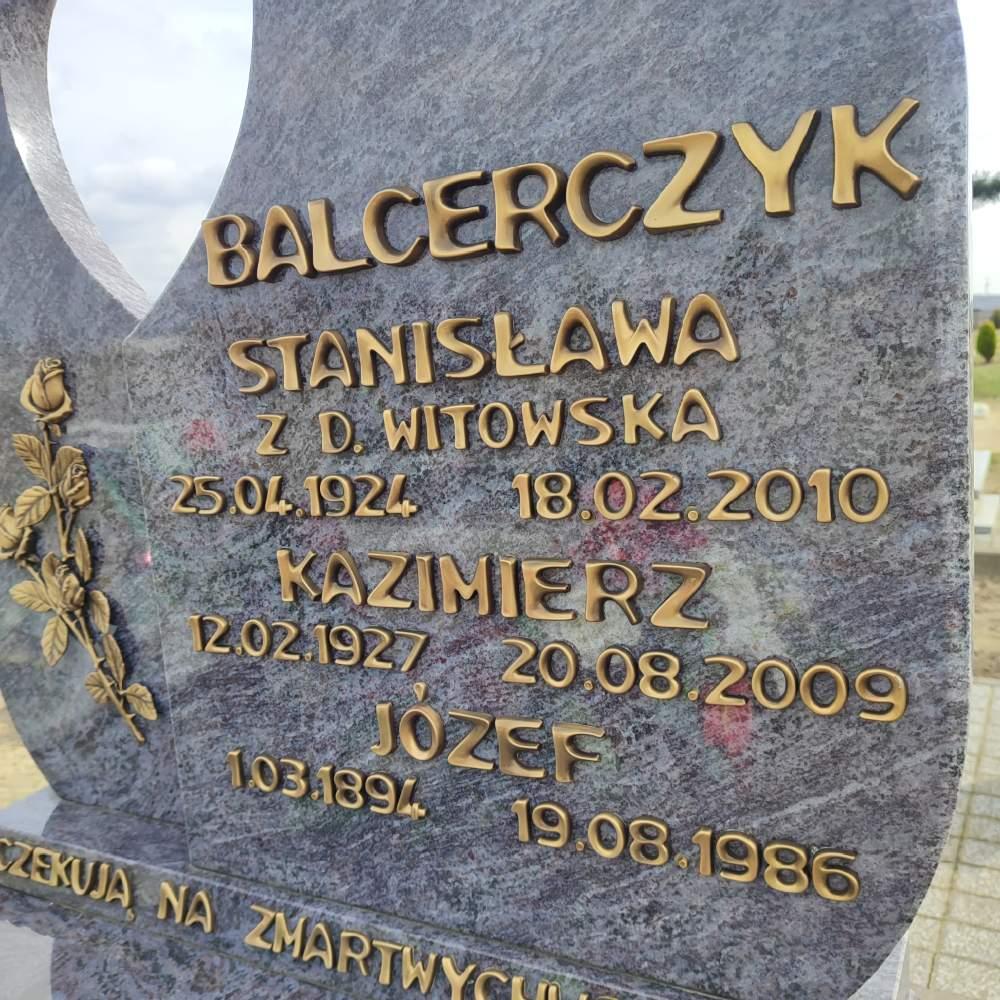 BALCERCZYK
STANISŁAWA
Z D. WITOWSKA
25.04.1924 18.02.2010
KAZIMIERZ
12.02.1927 20.08.2009
JÓZEF
1.03.1894 19.08.1986
CZEKUJĄ NA